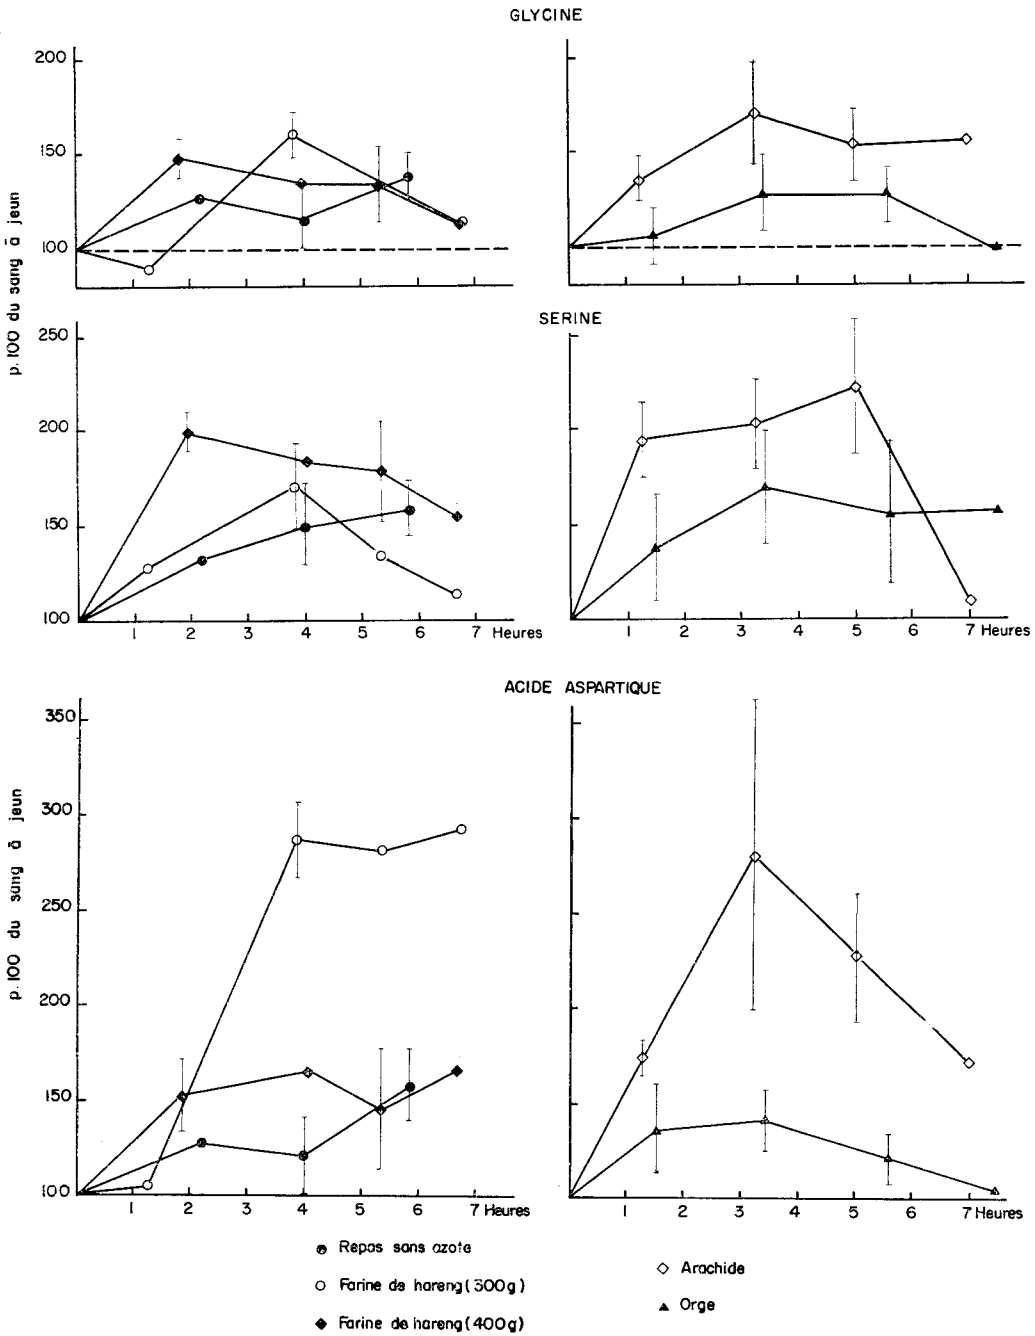 GLYCINE
200
150
100
p.100 du sang à jeun
SERINE
250
200
150
100
1 2 3 4 5 6 7 Heures
1 2 3 4 5 6 7 Heures
ACIDE ASPARTIQUE
350
300
250
200
150
100
p.100 du sang à jeun
1 2 3 4 5 6 7 Heures
1 2 3 4 5 6 7 Heures
Repas sans azote
Farine de hareng (300g)
Farine de hareng (400g)
Arachide
Orge